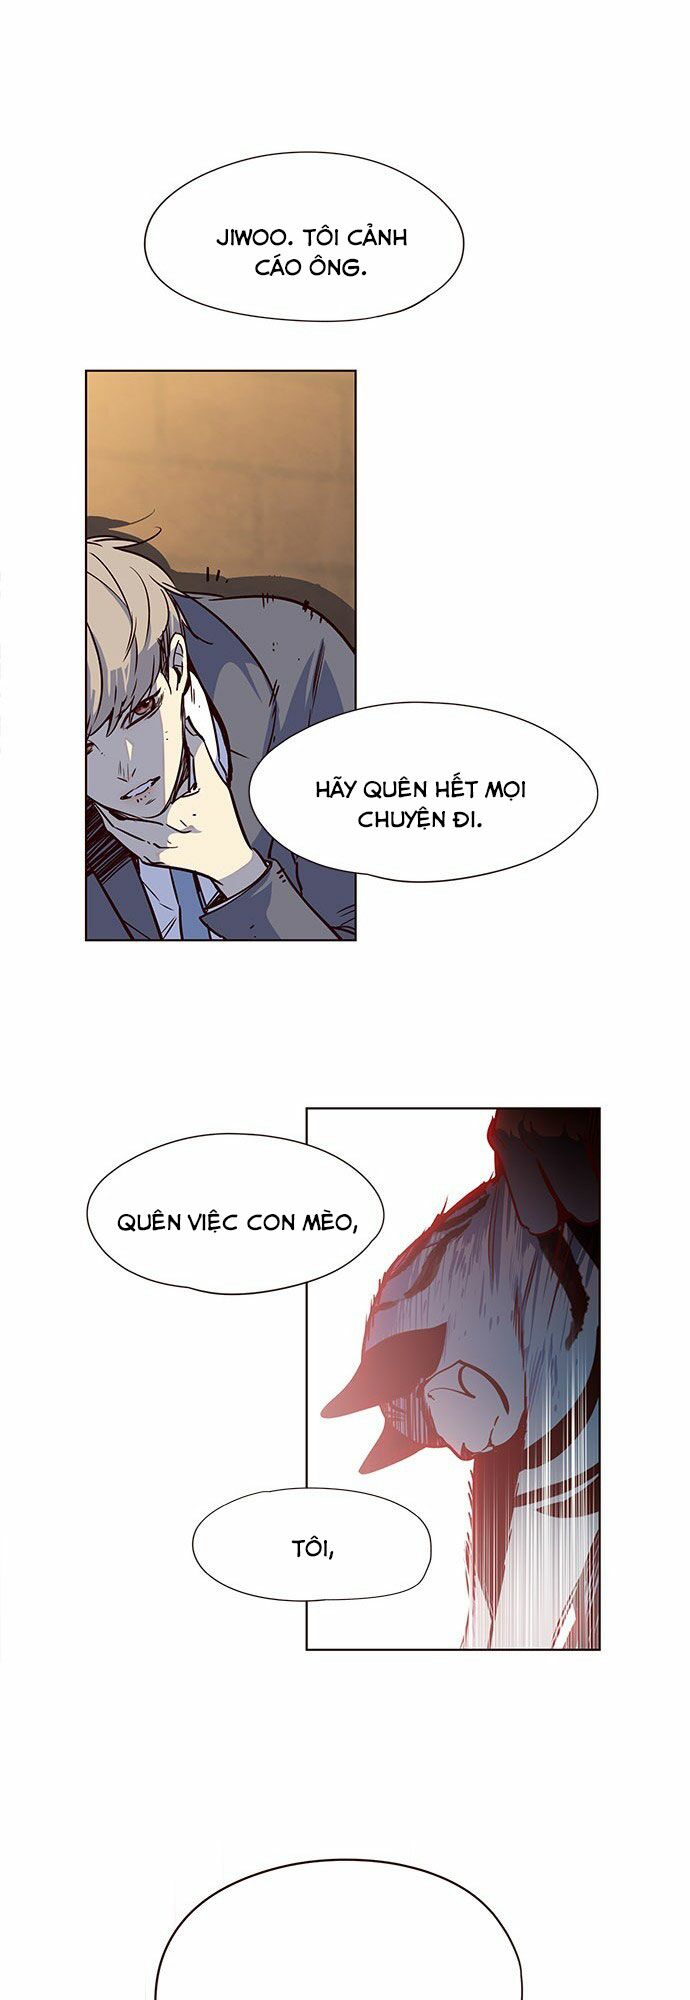 JIWOO. TÔI CẢNH
CÁO ÔNG.
HÃY QUÊN HẾT MỌI
CHUYỆN ĐI.
QUÊN VIỆC CON MÈO,
TÔI,